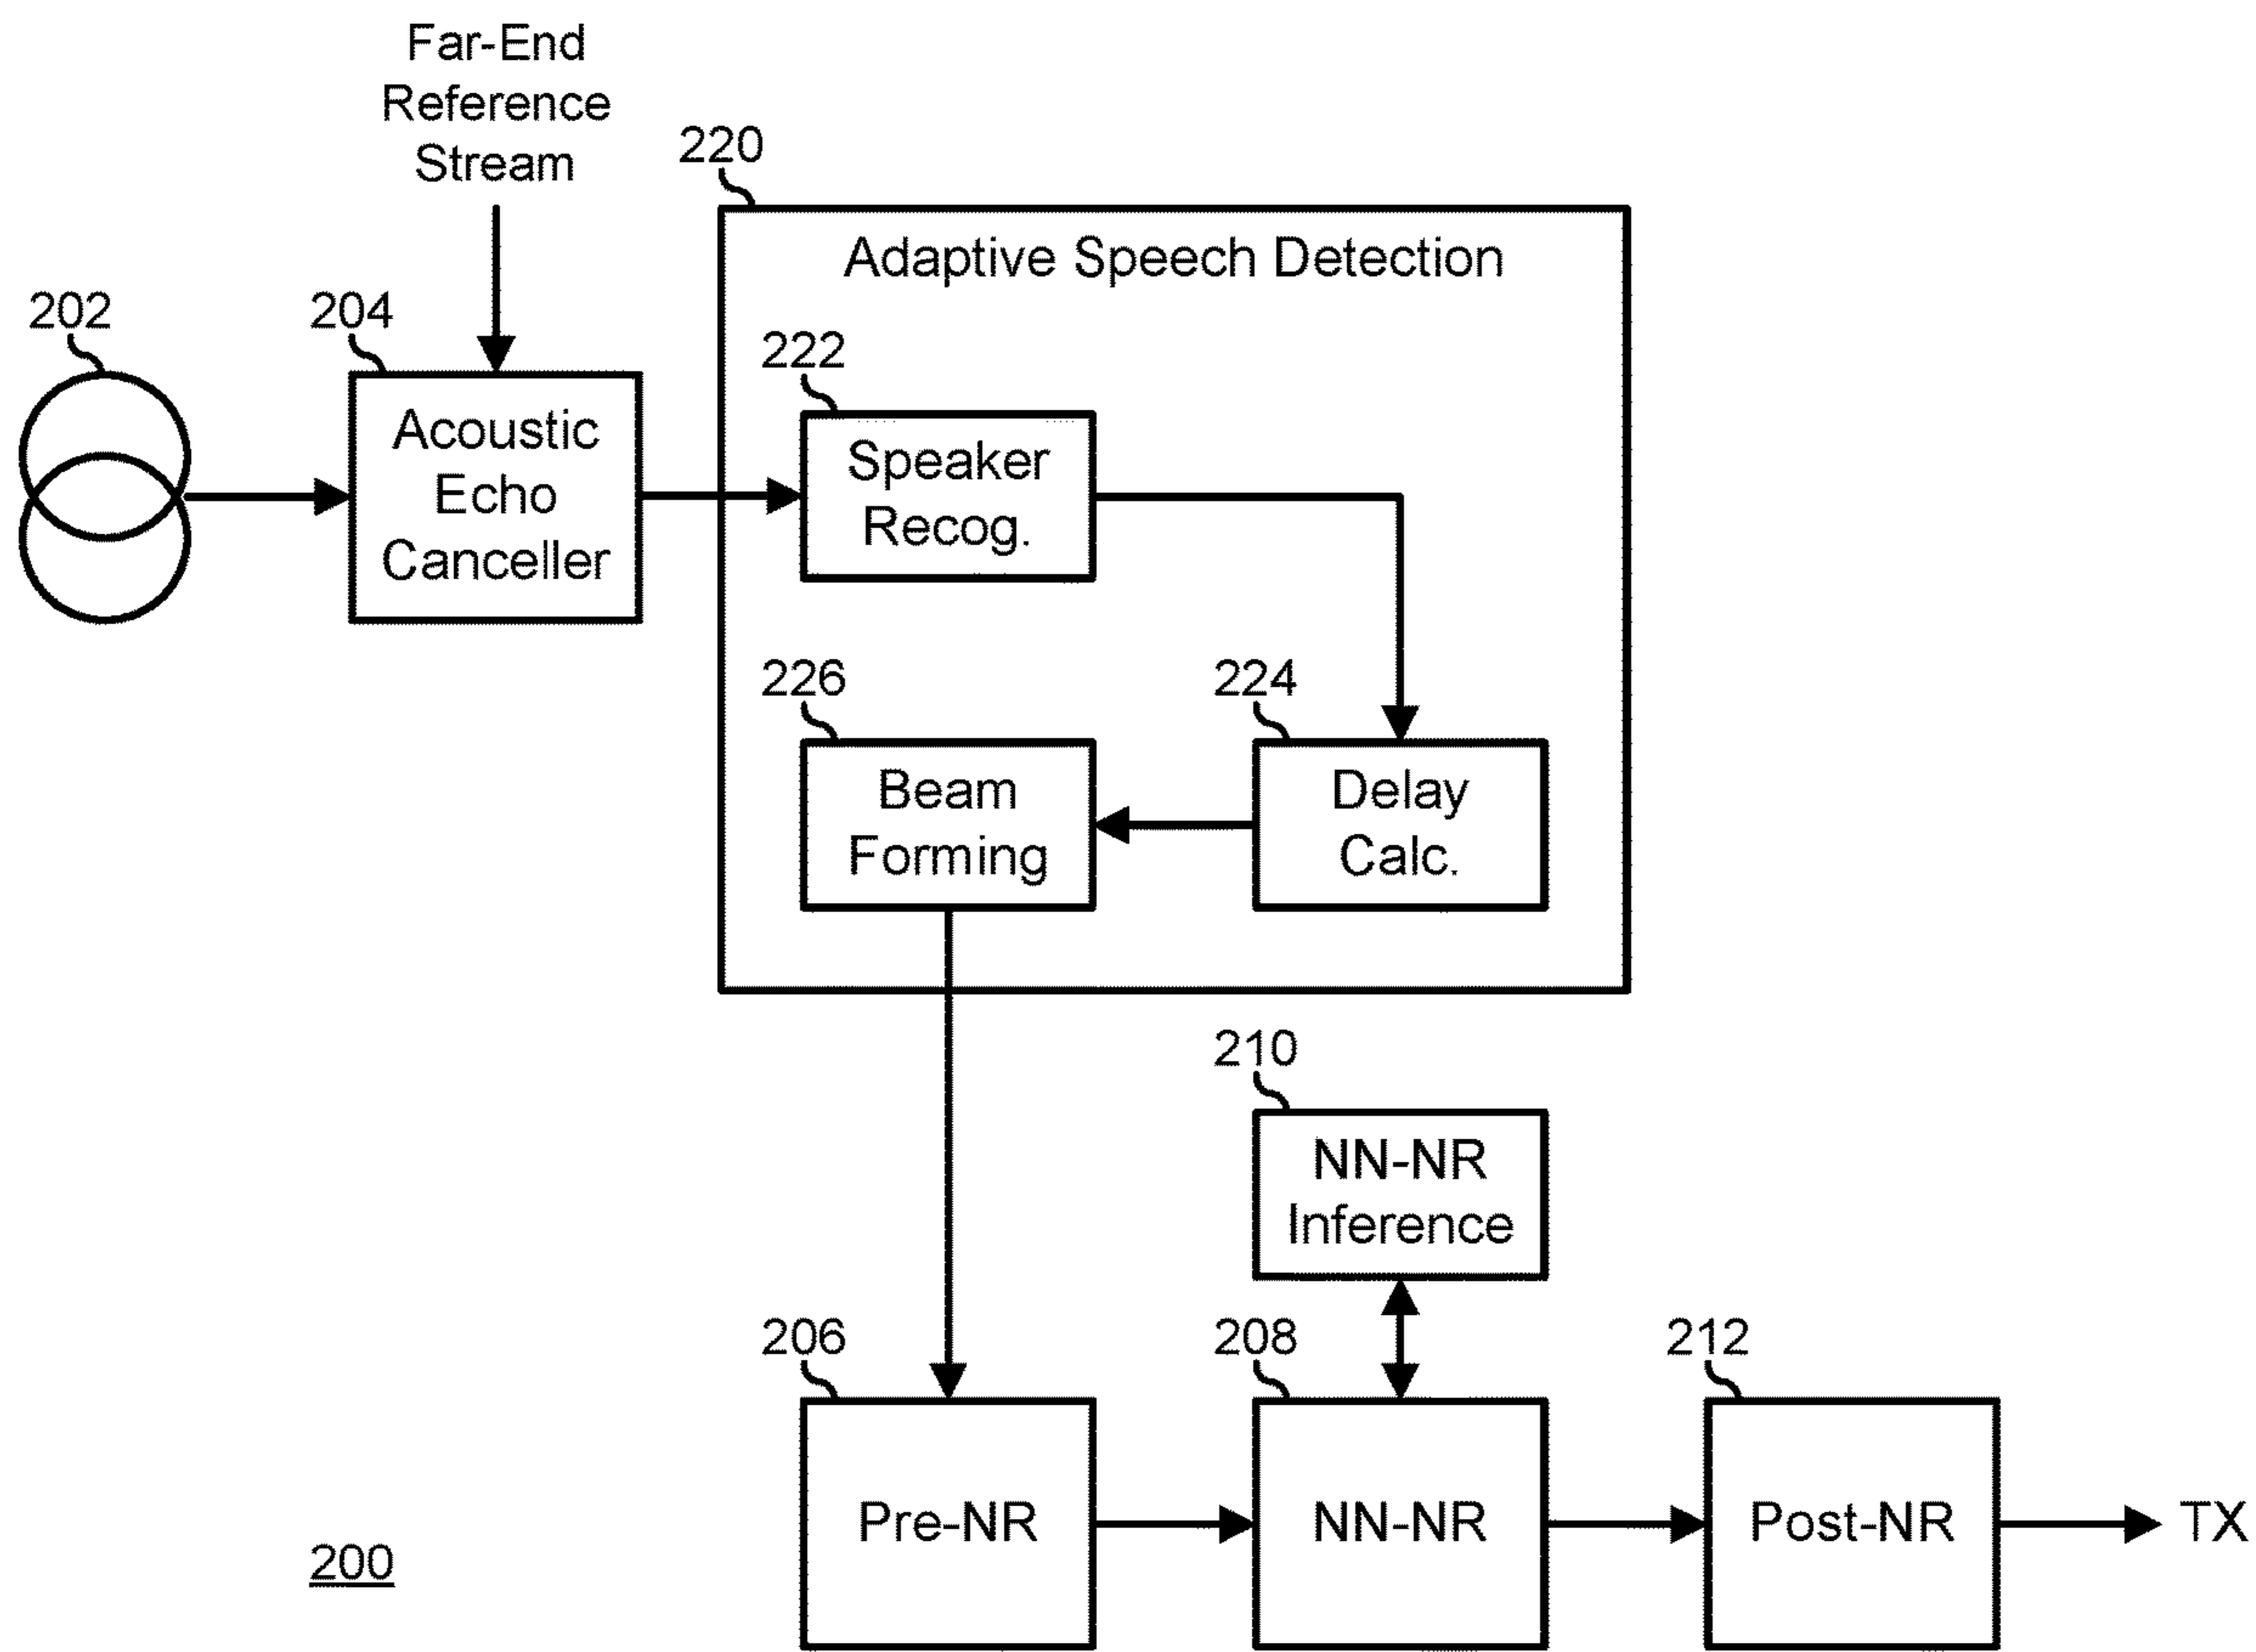 Far-End
Reference
Stream
220
Adaptive Speech Detection
202
204
222
Acoustic
Echo
Canceller
Speaker
Recog.
226
224
Beam
Forming
Delay
Calc.
210
NN-NR
Inference
206
208
212
Pre-NR
NN-NR
Post-NR
TX
200